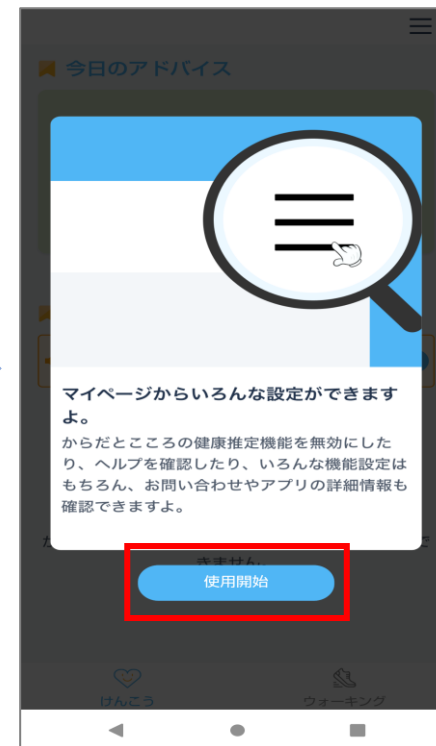 今日のアドバイス
マイページからいろんな設定ができます
よ。
からだとこころの健康推定機能を無効にした
り、ヘルプを確認したり、いろんな機能設定は
もちろん、お問い合わせやアプリの詳細情報も
確認できますよ。
きません。
使用開始
けんこう
ウォーキング